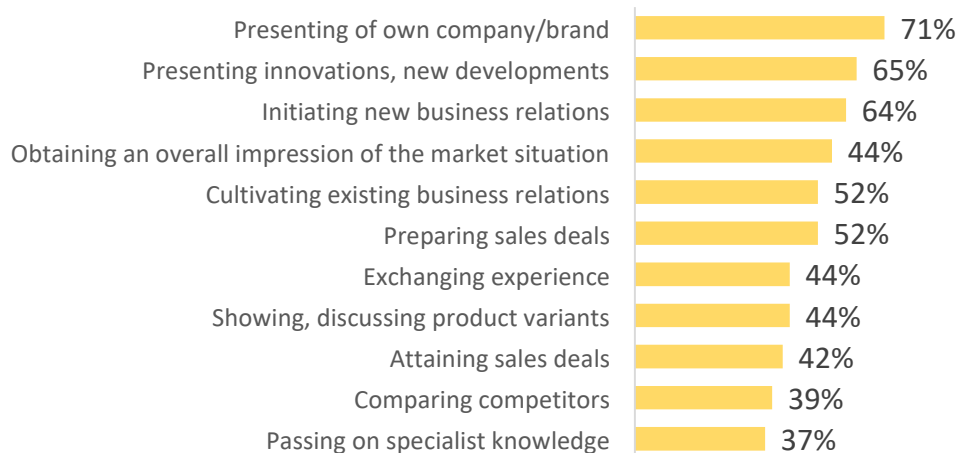 Presenting of own company/brand 71%
Presenting innovations, new developments 65%
Initiating new business relations 64%
Obtaining an overall impression of the market situation 44%
Cultivating existing business relations 52%
Preparing sales deals 52%
Exchanging experience 44%
Showing, discussing product variants 44%
Attaining sales deals 42%
Comparing competitors 39%
Passing on specialist knowledge 37%